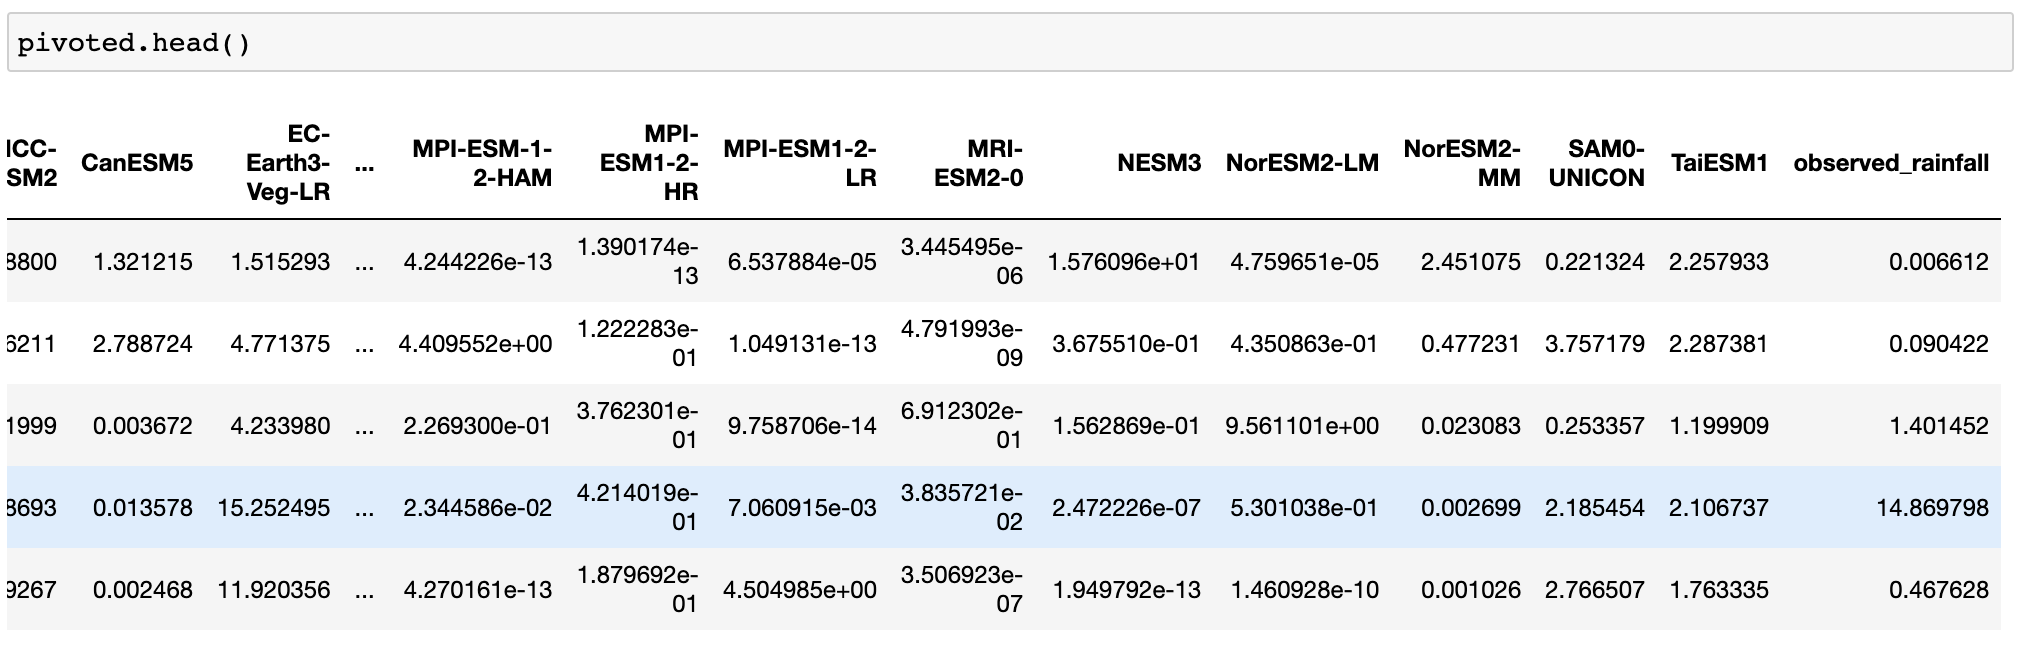 pivoted.head()
ICC-SM2 CanESM5 EC-Earth3-Veg-LR ... MPI-ESM-1-2-HAM MPI-ESM1-2-HR MPI-ESM1-2-LR MRI-ESM2-0 NESM3 NorESM2-LM NorESM2-MM SAM0-UNICON TaiESM1 observed_rainfall
8800 1.321215 1.515293 ... 4.244226e-13 1.390174e-13 6.537884e-05 3.445495e-06 1.576096e+01 4.759651e-05 2.451075 0.221324 2.257933 0.006612
6211 2.788724 4.771375 ... 4.409552e+00 1.222283e-01 1.049131e-13 4.791993e-09 3.675510e-01 4.350863e-01 0.477231 3.757179 2.287381 0.090422
1999 0.003672 4.233980 ... 2.269300e-01 3.762301e-01 9.758706e-14 6.912302e-01 1.562869e-01 9.561101e+00 0.023083 0.253357 1.199909 1.401452
8693 0.013578 15.252495 ... 2.344586e-02 4.214019e-01 7.060915e-03 3.835721e-02 2.472226e-07 5.301038e-01 0.002699 2.185454 2.106737 14.869798
9267 0.002468 11.920356 ... 4.270161e-13 1.879692e-01 4.504985e+00 3.506923e-07 1.949792e-13 1.460928e-10 0.001026 2.766507 1.763335 0.467628